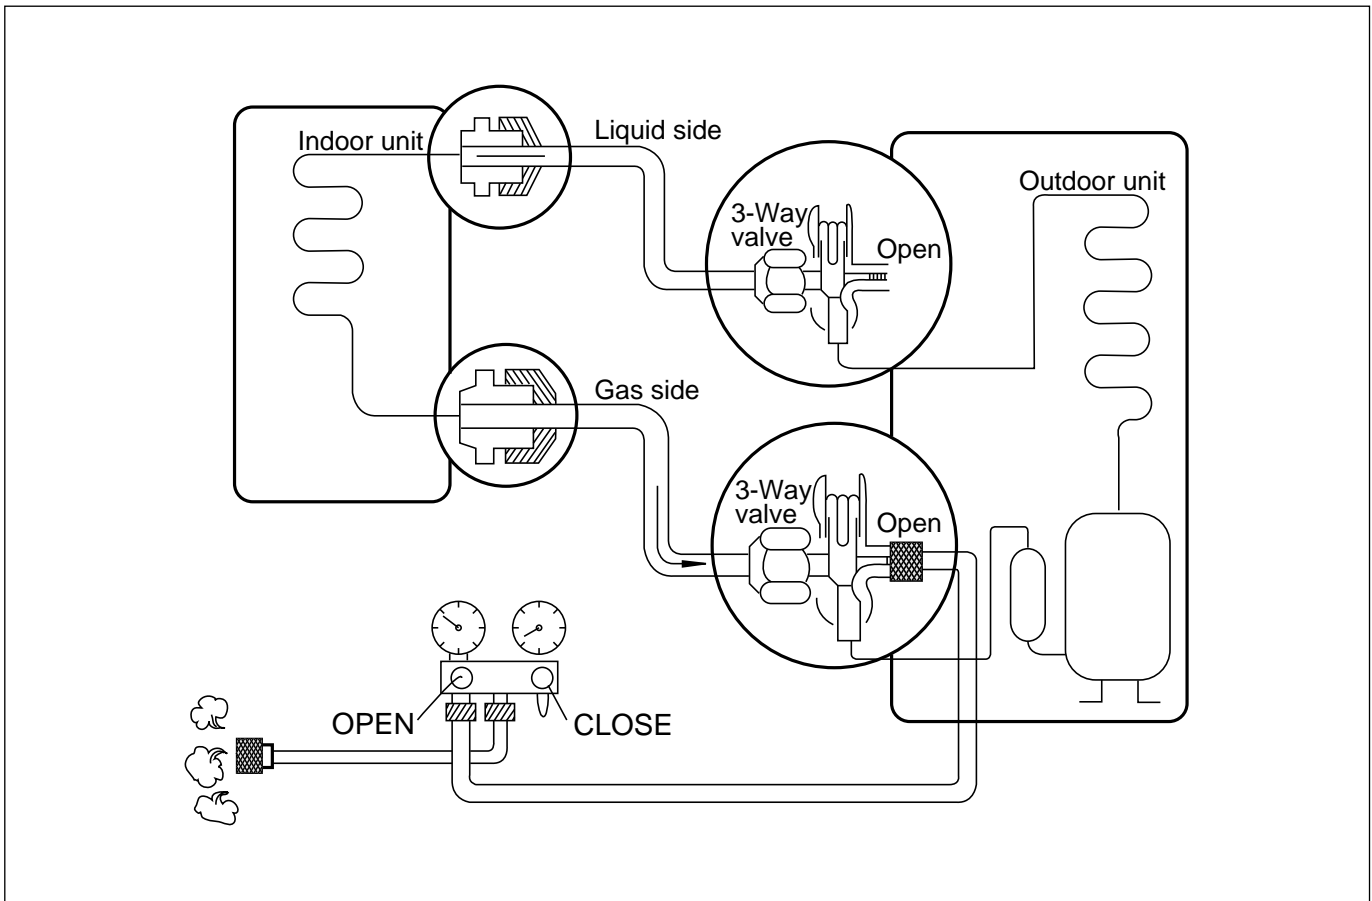 Indoor unit
Liquid side
Outdoor unit
3-Way
valve
Open
Gas side
3-Way
valve
Open
OPEN
CLOSE